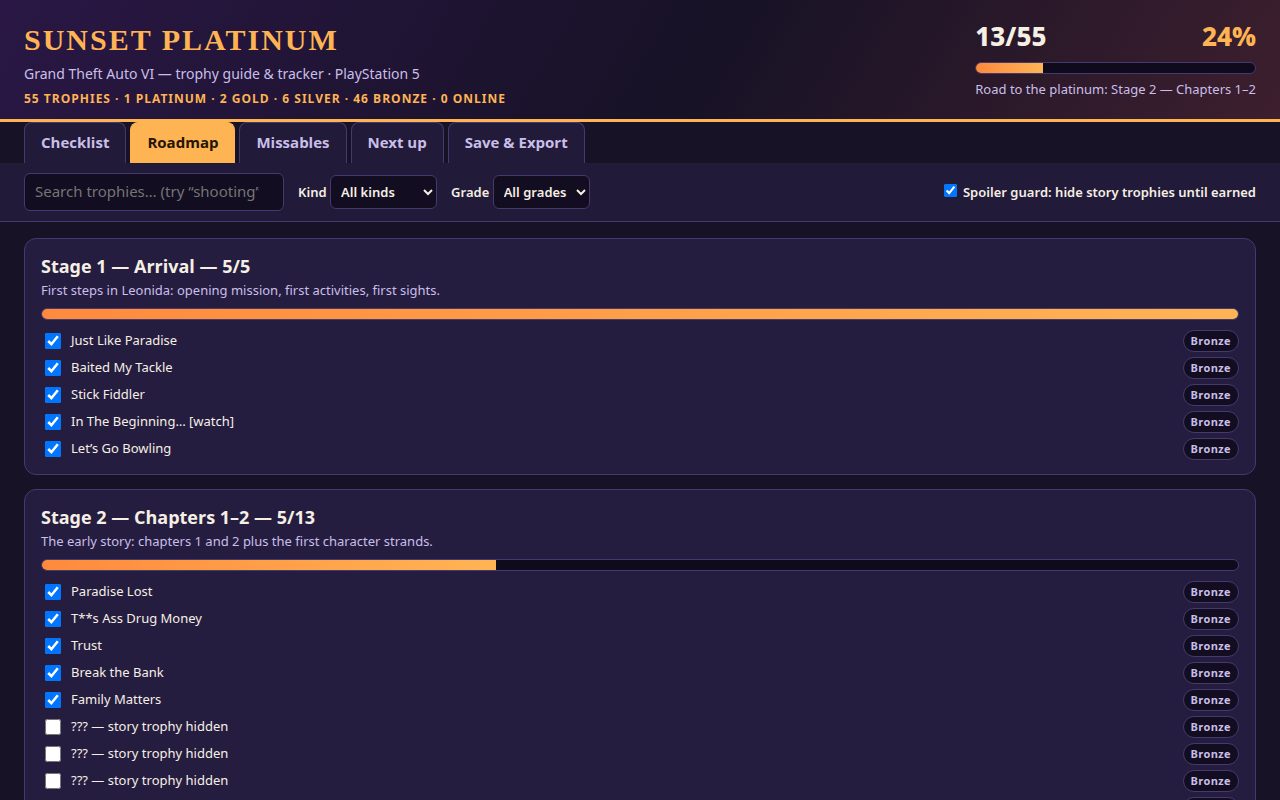 SUNSET PLATINUM
Grand Theft Auto VI — trophy guide & tracker · PlayStation 5
55 TROPHIES · 1 PLATINUM · 2 GOLD · 6 SILVER · 46 BRONZE · 0 ONLINE
13/55 24%
Road to the platinum: Stage 2 — Chapters 1–2
Checklist Roadmap Missables Next up Save & Export
Search trophies… (try “shooting’ Kind All kinds Grade All grades Spoiler guard: hide story trophies until earned
Stage 1 — Arrival — 5/5
First steps in Leonida: opening mission, first activities, first sights.
Just Like Paradise Bronze
Baited My Tackle Bronze
Stick Fiddler Bronze
In The Beginning... [watch] Bronze
Let’s Go Bowling Bronze
Stage 2 — Chapters 1–2 — 5/13
The early story: chapters 1 and 2 plus the first character strands.
Paradise Lost Bronze
T**s Ass Drug Money Bronze
Trust Bronze
Break the Bank Bronze
Family Matters Bronze
??? — story trophy hidden Bronze
??? — story trophy hidden Bronze
??? — story trophy hidden Bronze